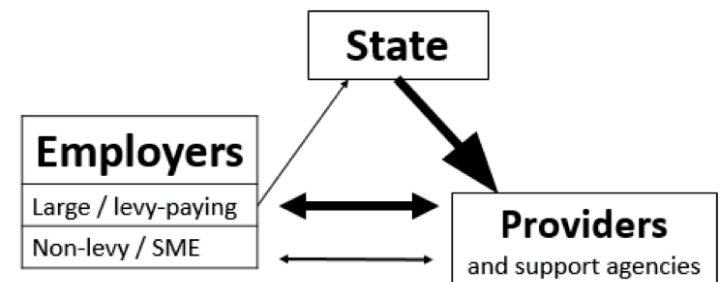 State
Employers
Large / levy-paying
Non-levy / SME
Providers
and support agencies